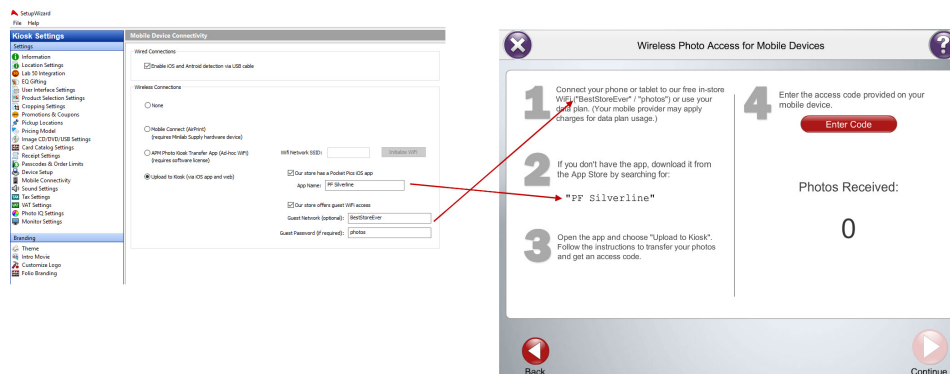 SetupWizard
File Help
Kiosk Settings
Settings
Information
Location Settings
Lab 50 Integration
EQ Gifting
User Interface Settings
Product Selection Settings
Cropping Settings
Promotions & Coupons
Pickup Locations
Pricing Model
Image CD/DVD/USB Settings
Card Catalog Settings
Receipt Settings
Passcodes & Order Limits
Device Setup
Mobile Connectivity
Sound Settings
Tax Settings
VAT Settings
Photo IQ Settings
Monitor Settings
Branding
Theme
Intro Movie
Customize Logo
Folio Branding
Mobile Device Connectivity
Wired Connections
Enable iOS and Antroid detection via USB cable
Wireless Connections
None
Mobile Connect (AirPrint)
(requires Minilab Supply hardware device)
APM Photo Kiosk Transfer App (Ad-hoc WiFi)
(requires software license)
Wifi Network SSID:
Initialize WiFi
Upload to Kiosk (via iOS app and web)
Our store has a Pocket Pics iOS app
App Name: PF Silverline
Our store offers guest WiFi access
Guest Network (optional): BestStoreEver
Guest Password (if required): photos
Wireless Photo Access for Mobile Devices
?
1
Connect your phone or tablet to our free in-store
WiFi ("BestStoreEver" / "photos") or use your
data plan. (Your mobile provider may apply
charges for data plan usage.)
2
If you don't have the app, download it from
the App Store by searching for:
"PF Silverline"
3
Open the app and choose "Upload to Kiosk".
Follow the instructions to transfer your photos
and get an access code.
4
Enter the access code provided on your
mobile device.
Enter Code
Photos Received:
0
Back
Continue